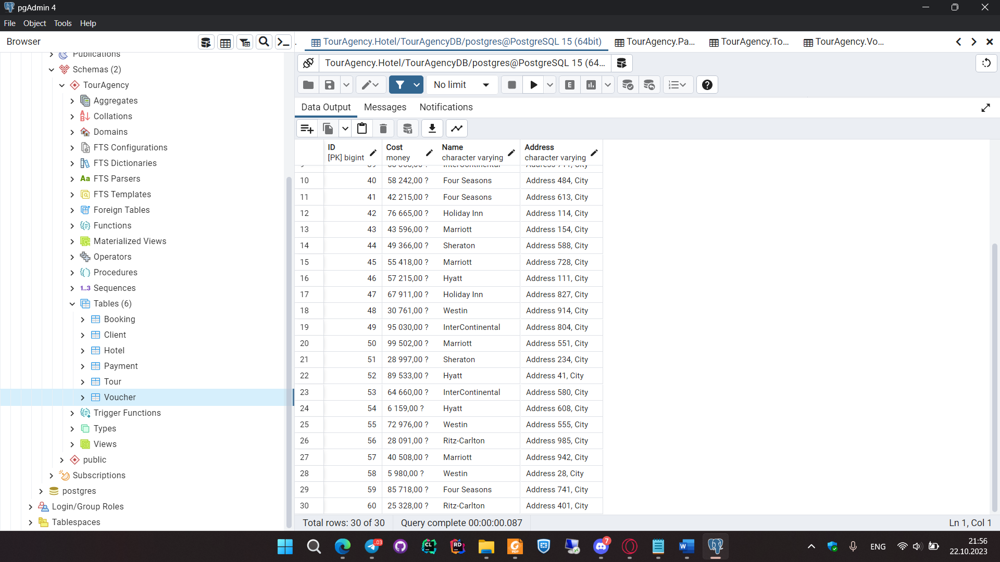 pgAdmin 4
File Object Tools Help
Browser
Publications
Schemas (2)
TourAgency
Aggregates
Collations
Domains
FTS Configurations
FTS Dictionaries
Aa FTS Parsers
FTS Templates
Foreign Tables
Functions
Materialized Views
Operators
Procedures
1..3 Sequences
Tables (6)
Booking
Client
Hotel
Payment
Tour
Voucher
Trigger Functions
Types
Views
public
Subscriptions
postgres
Login/Group Roles
Tablespaces
TourAgency.Hotel/TourAgencyDB/postgres@PostgreSQL 15 (64bit) TourAgency.Pa... TourAgency.To... TourAgency.Vo...
TourAgency.Hotel/TourAgencyDB/postgres@PostgreSQL 15 (64...
No limit E
Data Output Messages Notifications
ID Cost Name Address
[PK] bigint money character varying character varying
10 40 58 242,00 ? Four Seasons Address 484, City
11 41 42 215,00 ? Four Seasons Address 613, City
12 42 76 665,00 ? Holiday Inn Address 114, City
13 43 43 596,00 ? Marriott Address 154, City
14 44 49 366,00 ? Sheraton Address 588, City
15 45 55 418,00 ? Marriott Address 728, City
16 46 57 215,00 ? Hyatt Address 111, City
17 47 67 911,00 ? Holiday Inn Address 827, City
18 48 30 761,00 ? Westin Address 914, City
19 49 95 030,00 ? InterContinental Address 804, City
20 50 99 502,00 ? Marriott Address 551, City
21 51 28 997,00 ? Sheraton Address 234, City
22 52 89 533,00 ? Hyatt Address 41, City
23 53 64 660,00 ? InterContinental Address 580, City
24 54 6 159,00 ? Hyatt Address 608, City
25 55 72 976,00 ? Westin Address 555, City
26 56 28 091,00 ? Ritz-Carlton Address 985, City
27 57 40 508,00 ? Marriott Address 942, City
28 58 5 980,00 ? Westin Address 28, City
29 59 85 718,00 ? Four Seasons Address 741, City
30 60 25 328,00 ? Ritz-Carlton Address 401, City
Total rows: 30 of 30 Query complete 00:00:00.087 Ln 1, Col 1
..03 CL RD PDF 7 W ENG 21:56
22.10.2023